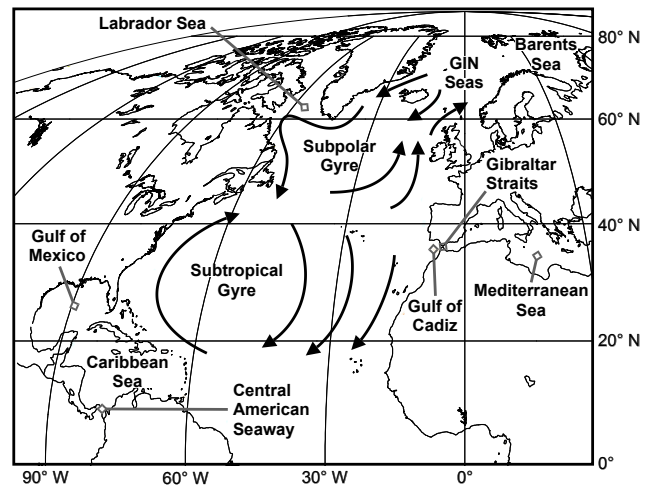 Labrador Sea
80° N
Barents
Sea
GIN
Seas
60° N
Subpolar
Gyre
Gibraltar
Straits
40° N
Gulf of
Mexico
Subtropical
Gyre
Gulf of
Cadiz
Mediterranean
Sea
20° N
Caribbean
Sea
Central
American
Seaway
0°
90° W
60° W
30° W
0°